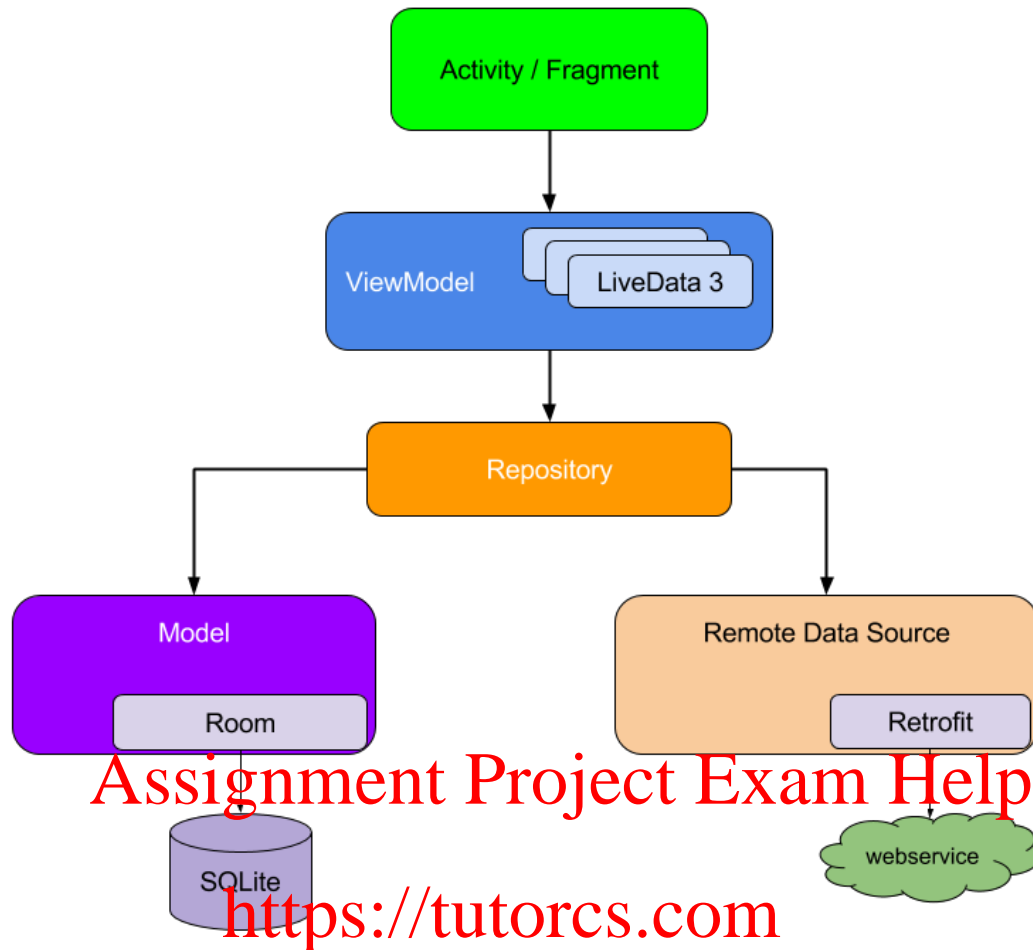 Activity / Fragment
ViewModel
LiveData 3
Repository
Model
Remote Data Source
Room
Retrofit
Assignment Project Exam Help
webservice
SQLite
https://tutorcs.com